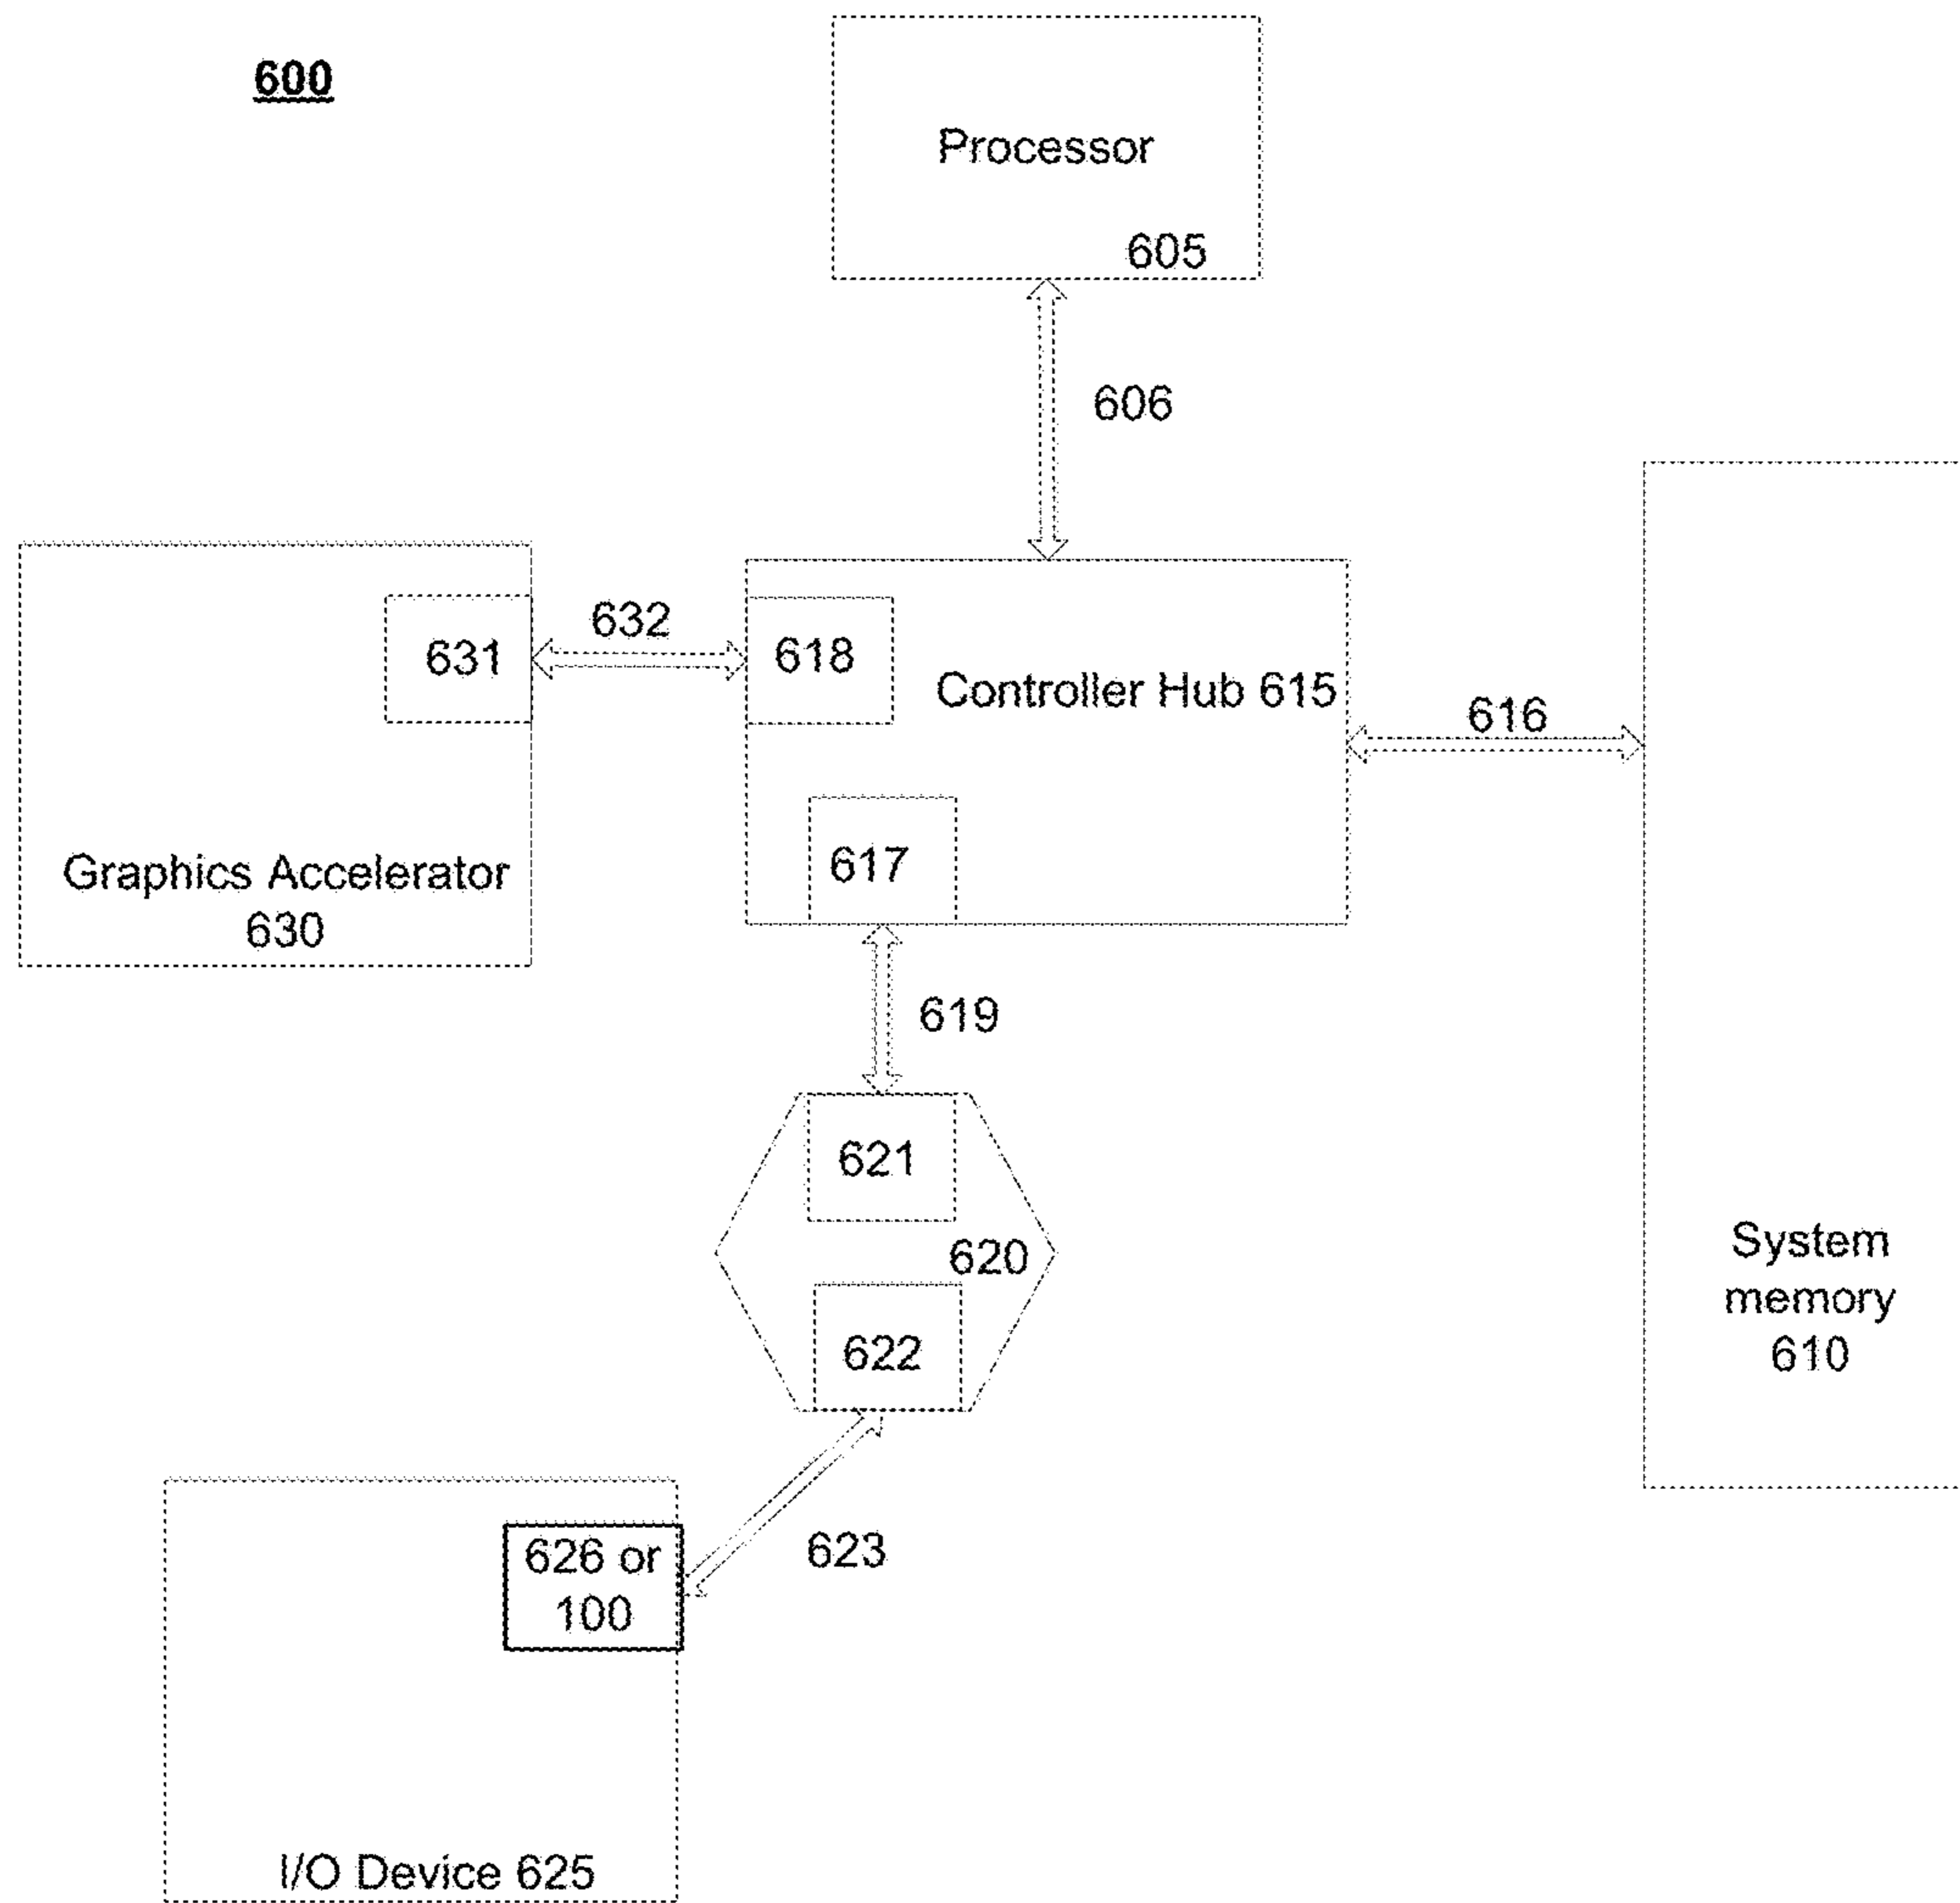 600
Processor
605
606
632
631
618
Controller Hub 615
616
617
Graphics Accelerator
630
619
621
620
622
System
memory
610
626 or
100
623
I/O Device 625